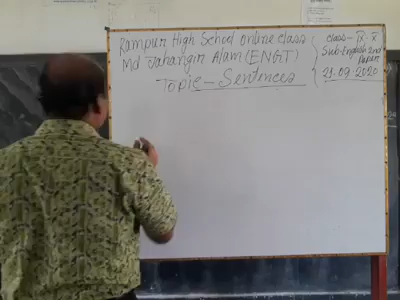 Rampur High School Online class
Md Jahangir Alam (ENGT)
Topic - Sentences
class - IX - X
Sub-English 2nd
Paper
21.09.2020